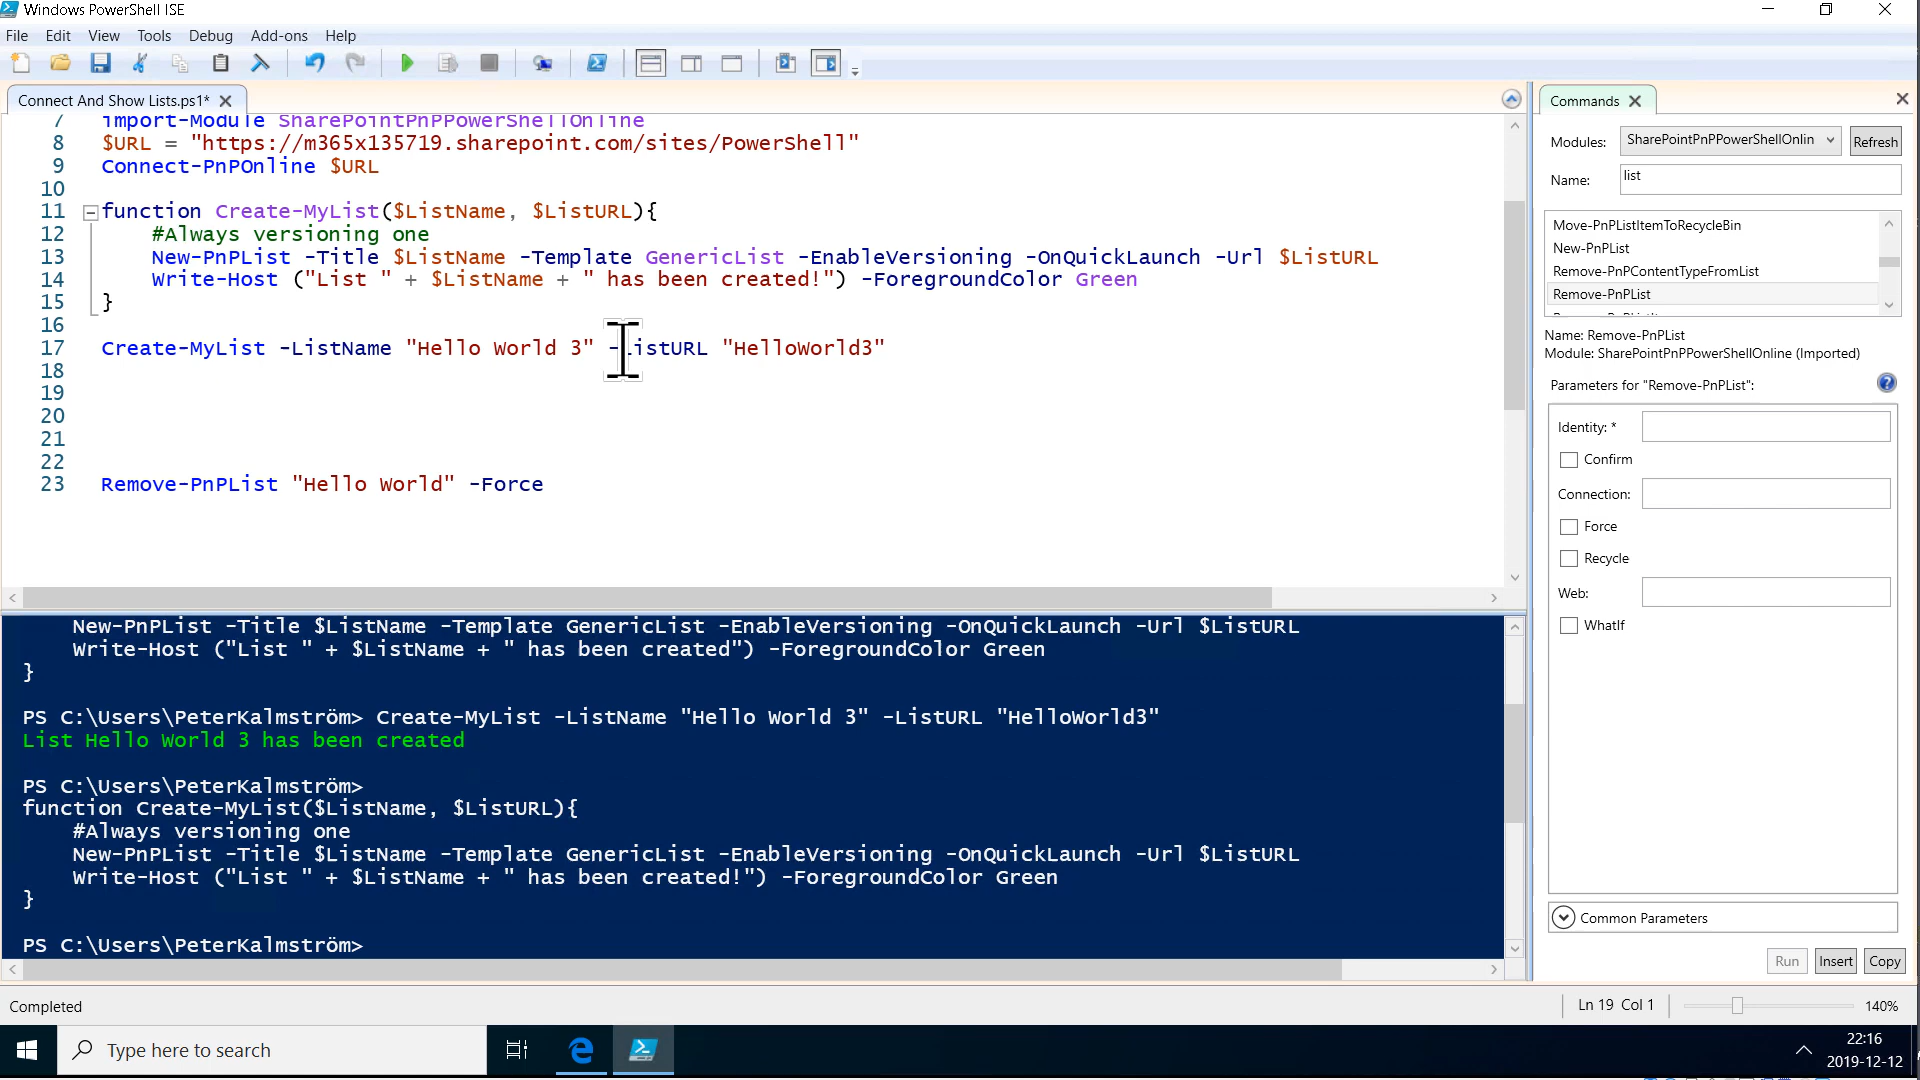 Windows PowerShell ISE
File Edit View Tools Debug Add-ons Help
Connect And Show Lists.ps1*
7 import-Module SharePointPnPPowerShellOnline
8 $URL = "https://m365x135719.sharepoint.com/sites/PowerShell"
9 Connect-PnPOnline $URL
10
11 function Create-MyList($ListName, $ListURL){
12 #Always versioning one
13 New-PnPList -Title $ListName -Template GenericList -EnableVersioning -OnQuickLaunch -Url $ListURL
14 Write-Host ("List " + $ListName + " has been created!") -ForegroundColor Green
15 }
16
17 Create-MyList -ListName "Hello World 3" -ListURL "HelloWorld3"
18
19
20
21
22
23 Remove-PnPList "Hello World" -Force
New-PnPList -Title $ListName -Template GenericList -EnableVersioning -OnQuickLaunch -Url $ListURL
Write-Host ("List " + $ListName + " has been created") -ForegroundColor Green
}
PS C:\Users\PeterKalmström> Create-MyList -ListName "Hello World 3" -ListURL "HelloWorld3"
List Hello World 3 has been created
PS C:\Users\PeterKalmström>
function Create-MyList($ListName, $ListURL){
#Always versioning one
New-PnPList -Title $ListName -Template GenericList -EnableVersioning -OnQuickLaunch -Url $ListURL
Write-Host ("List " + $ListName + " has been created!") -ForegroundColor Green
}
PS C:\Users\PeterKalmström>
Commands
Modules: SharePointPnPPowerShellOnlin Refresh
Name: list
Move-PnPListItemToRecycleBin
New-PnPList
Remove-PnPContentTypeFromList
Remove-PnPList
Name: Remove-PnPList
Module: SharePointPnPPowerShellOnline (Imported)
Parameters for "Remove-PnPList":
Identity: *
Confirm
Connection:
Force
Recycle
Web:
WhatIf
Common Parameters
Run Insert Copy
Completed
Ln 19 Col 1
140%
Type here to search
22:16
2019-12-12